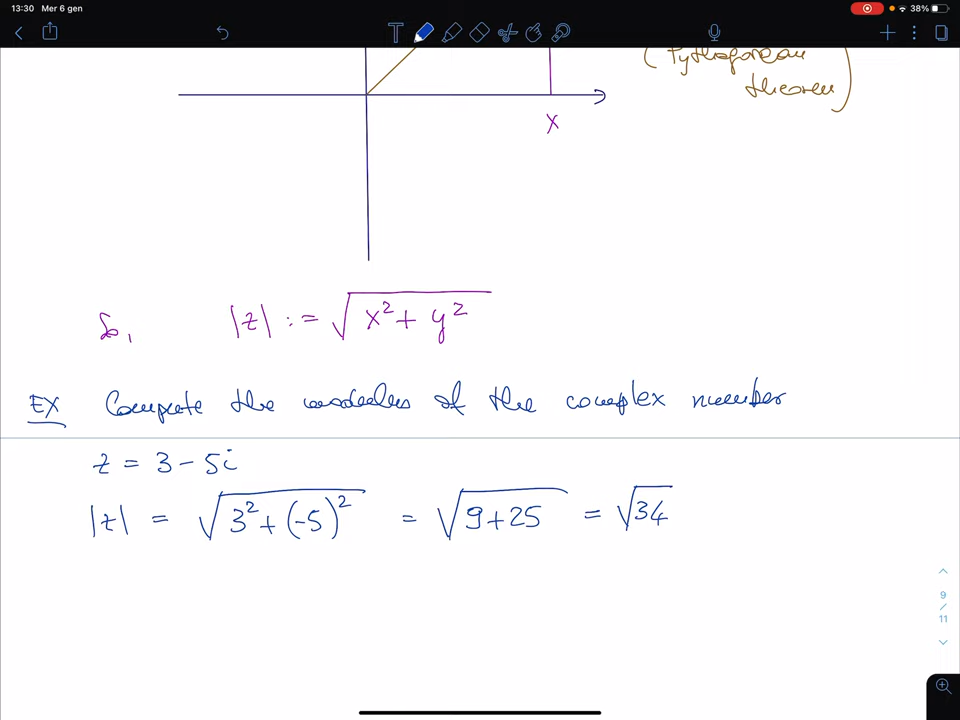 13:30 Mer 6 gen 38%
(Pythagorean
theorem)
x
So, |z| := √(x² + y²)
EX Compute the modulus of the complex number
z = 3 - 5i
|z| = √(3² + (-5)²) = √(9+25) = √34
9
/
11